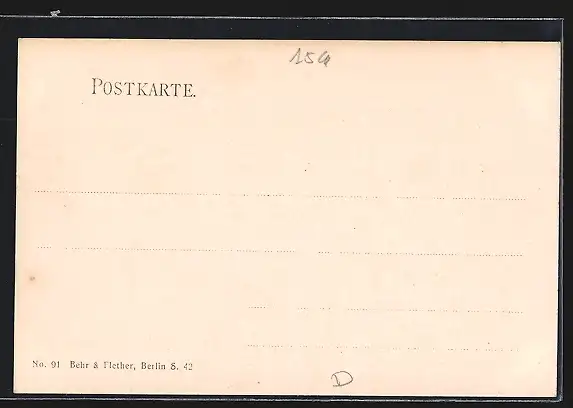 154
POSTKARTE.
No. 91 Behr & Flether, Berlin S. 42
D